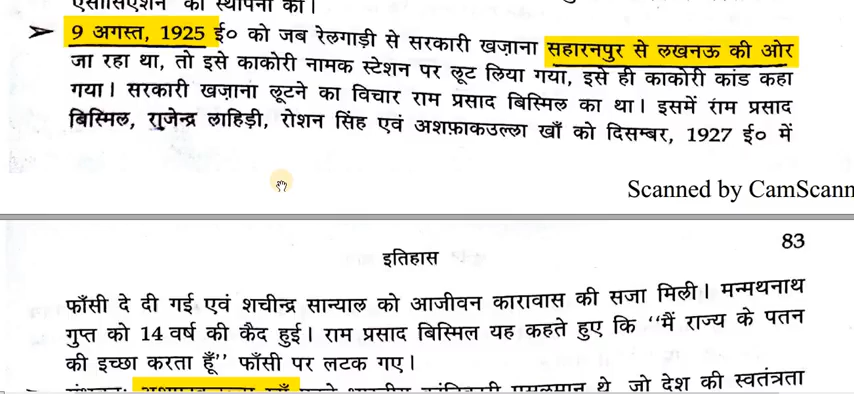 एसोसिएशन की स्थापना की।
➤ 9 अगस्त, 1925 ई० को जब रेलगाड़ी से सरकारी खज़ाना सहारनपुर से लखनऊ की ओर
जा रहा था, तो इसे काकोरी नामक स्टेशन पर लूट लिया गया, इसे ही काकोरी कांड कहा
गया। सरकारी खज़ाना लूटने का विचार राम प्रसाद बिस्मिल का था। इसमें राम प्रसाद
बिस्मिल, राजेन्द्र लाहिड़ी, रोशन सिंह एवं अशफ़ाकउल्ला खाँ को दिसम्बर, 1927 ई० में
Scanned by CamScann
83
इतिहास
फाँसी दे दी गई एवं शचीन्द्र सान्याल को आजीवन कारावास की सजा मिली। मन्मथनाथ
गुप्त को 14 वर्ष की कैद हुई। राम प्रसाद बिस्मिल यह कहते हुए कि “मैं राज्य के पतन
की इच्छा करता हूँ” फाँसी पर लटक गए।
थे, जो देश की स्वतंत्रता